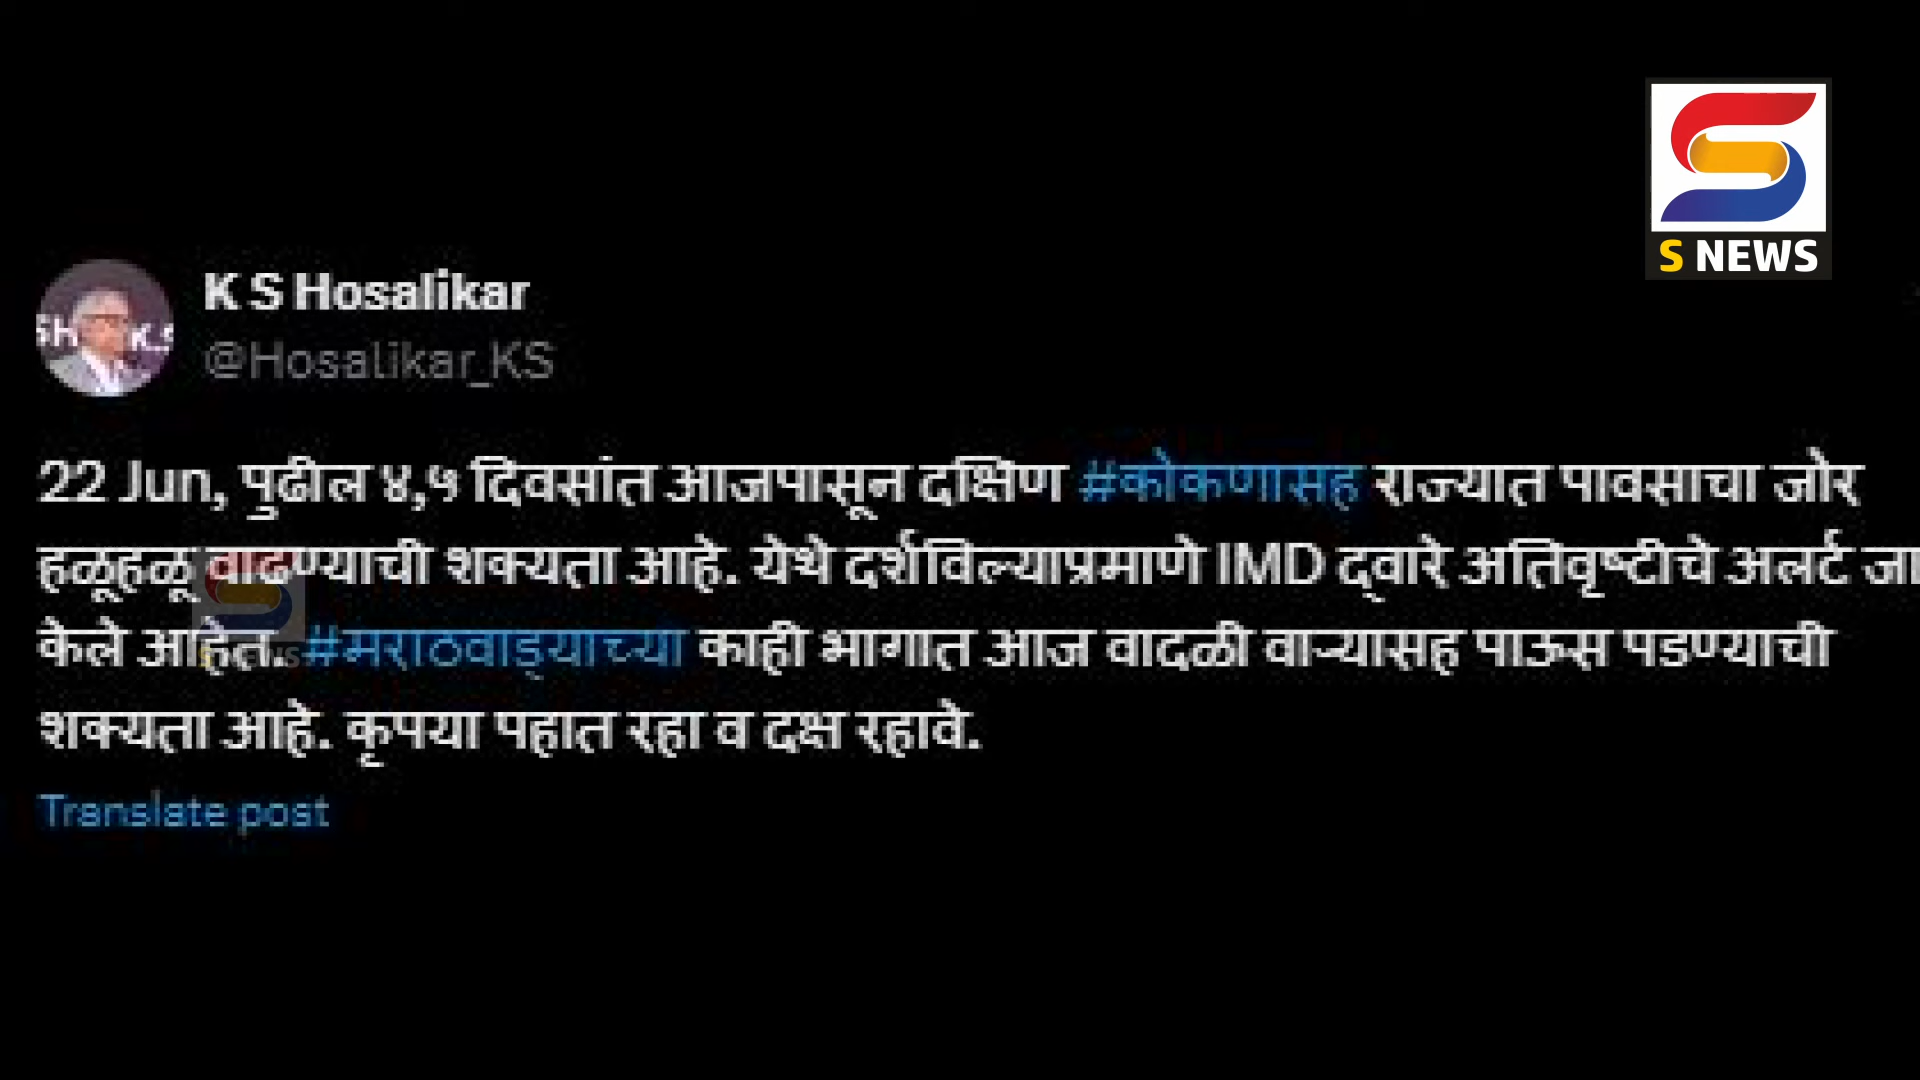 S NEWS
K S Hosalikar
@Hosalikar_KS
22 Jun, पुढील ४,५ दिवसांत आजपासून दक्षिण #कोकणासह राज्यात पावसाचा जोर
हळूहळू वाढण्याची शक्यता आहे. येथे दर्शविल्याप्रमाणे IMD द्वारे अतिवृष्टीचे अलर्ट जा
केले आहेत. #मराठवाड्याच्या काही भागात आज वादळी वाऱ्यासह पाऊस पडण्याची
शक्यता आहे. कृपया पहात रहा व दक्ष रहावे.
Translate post
S NEWS